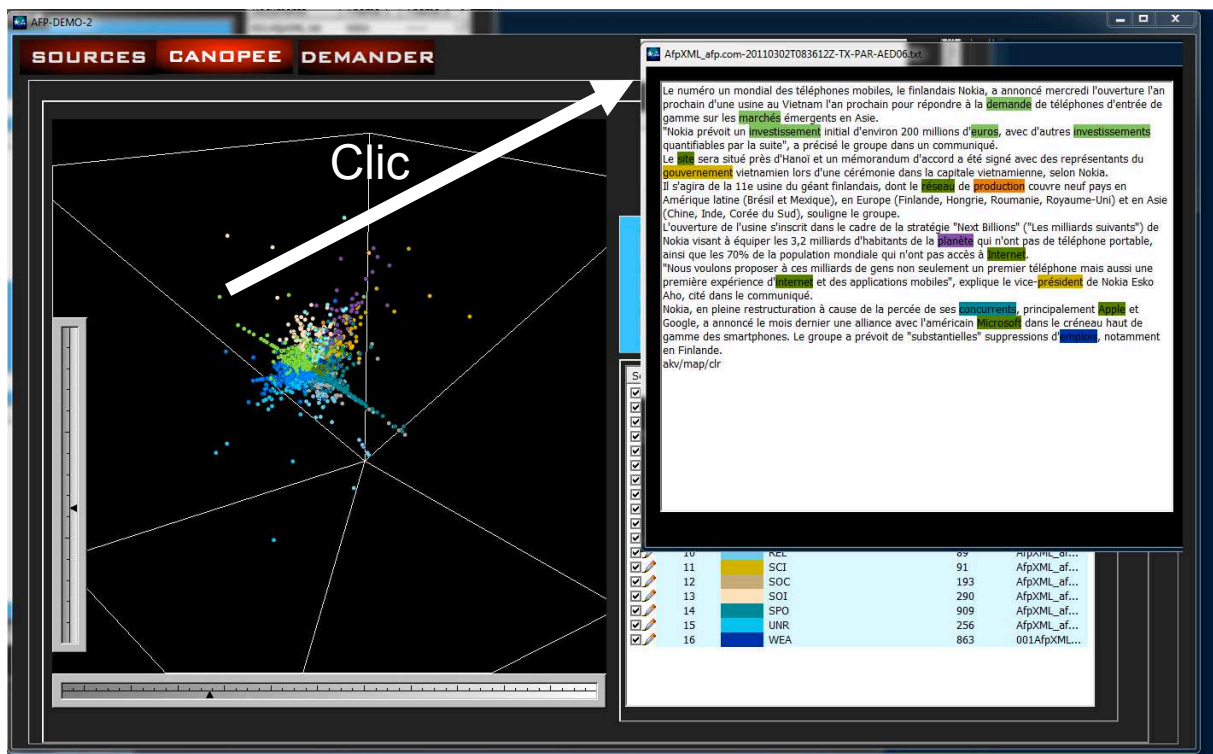 AFP-DEMO-2
SOURCES CANOPEE DEMANDER
AfpXML_afp.com-20110302T083612Z-TX-PAR-AED06.txt
Clic
Le numéro un mondial des téléphones mobiles, le finlandais Nokia, a annoncé mercredi l'ouverture l'an
prochain d'une usine au Vietnam l'an prochain pour répondre à la demande de téléphones d'entrée de
gamme sur les marchés émergents en Asie.
"Nokia prévoit un investissement initial d'environ 200 millions d'euros, avec d'autres investissements
quantifiables par la suite", a précisé le groupe dans un communiqué.
Le site sera situé près d'Hanoï et un mémorandum d'accord a été signé avec des représentants du
gouvernement vietnamien lors d'une cérémonie dans la capitale vietnamienne, selon Nokia.
Il s'agira de la 11e usine du géant finlandais, dont le réseau de production couvre neuf pays en
Amérique latine (Brésil et Mexique), en Europe (Finlande, Hongrie, Roumanie, Royaume-Uni) et en Asie
(Chine, Inde, Corée du Sud), souligne le groupe.
L'ouverture de l'usine s'inscrit dans le cadre de la stratégie "Next Billions" ("Les milliards suivants") de
Nokia visant à équiper les 3,2 milliards d'habitants de la planête qui n'ont pas de téléphone portable,
ainsi que les 70% de la population mondiale qui n'ont pas accès à Internet.
"Nous voulons proposer à ces milliards de gens non seulement un premier téléphone mais aussi une
première expérience d'Internet et des applications mobiles", explique le vice-président de Nokia Esko
Aho, cité dans le communiqué.
Nokia, en pleine restructuration à cause de la percée de ses concurrents, principalement Apple et
Google, a annoncé le mois dernier une alliance avec l'américain Microsoft dans le créneau haut de
gamme des smartphones. Le groupe a prévoit de "substantielles" suppressions d'emplois, notamment
en Finlande.
akv/map/clr
10 REL 89 AfpXML_af...
11 SCI 91 AfpXML_af...
12 SOC 193 AfpXML_af...
13 SOI 290 AfpXML_af...
14 SPO 909 AfpXML_af...
15 UNR 256 AfpXML_af...
16 WEA 863 001AfpXML...